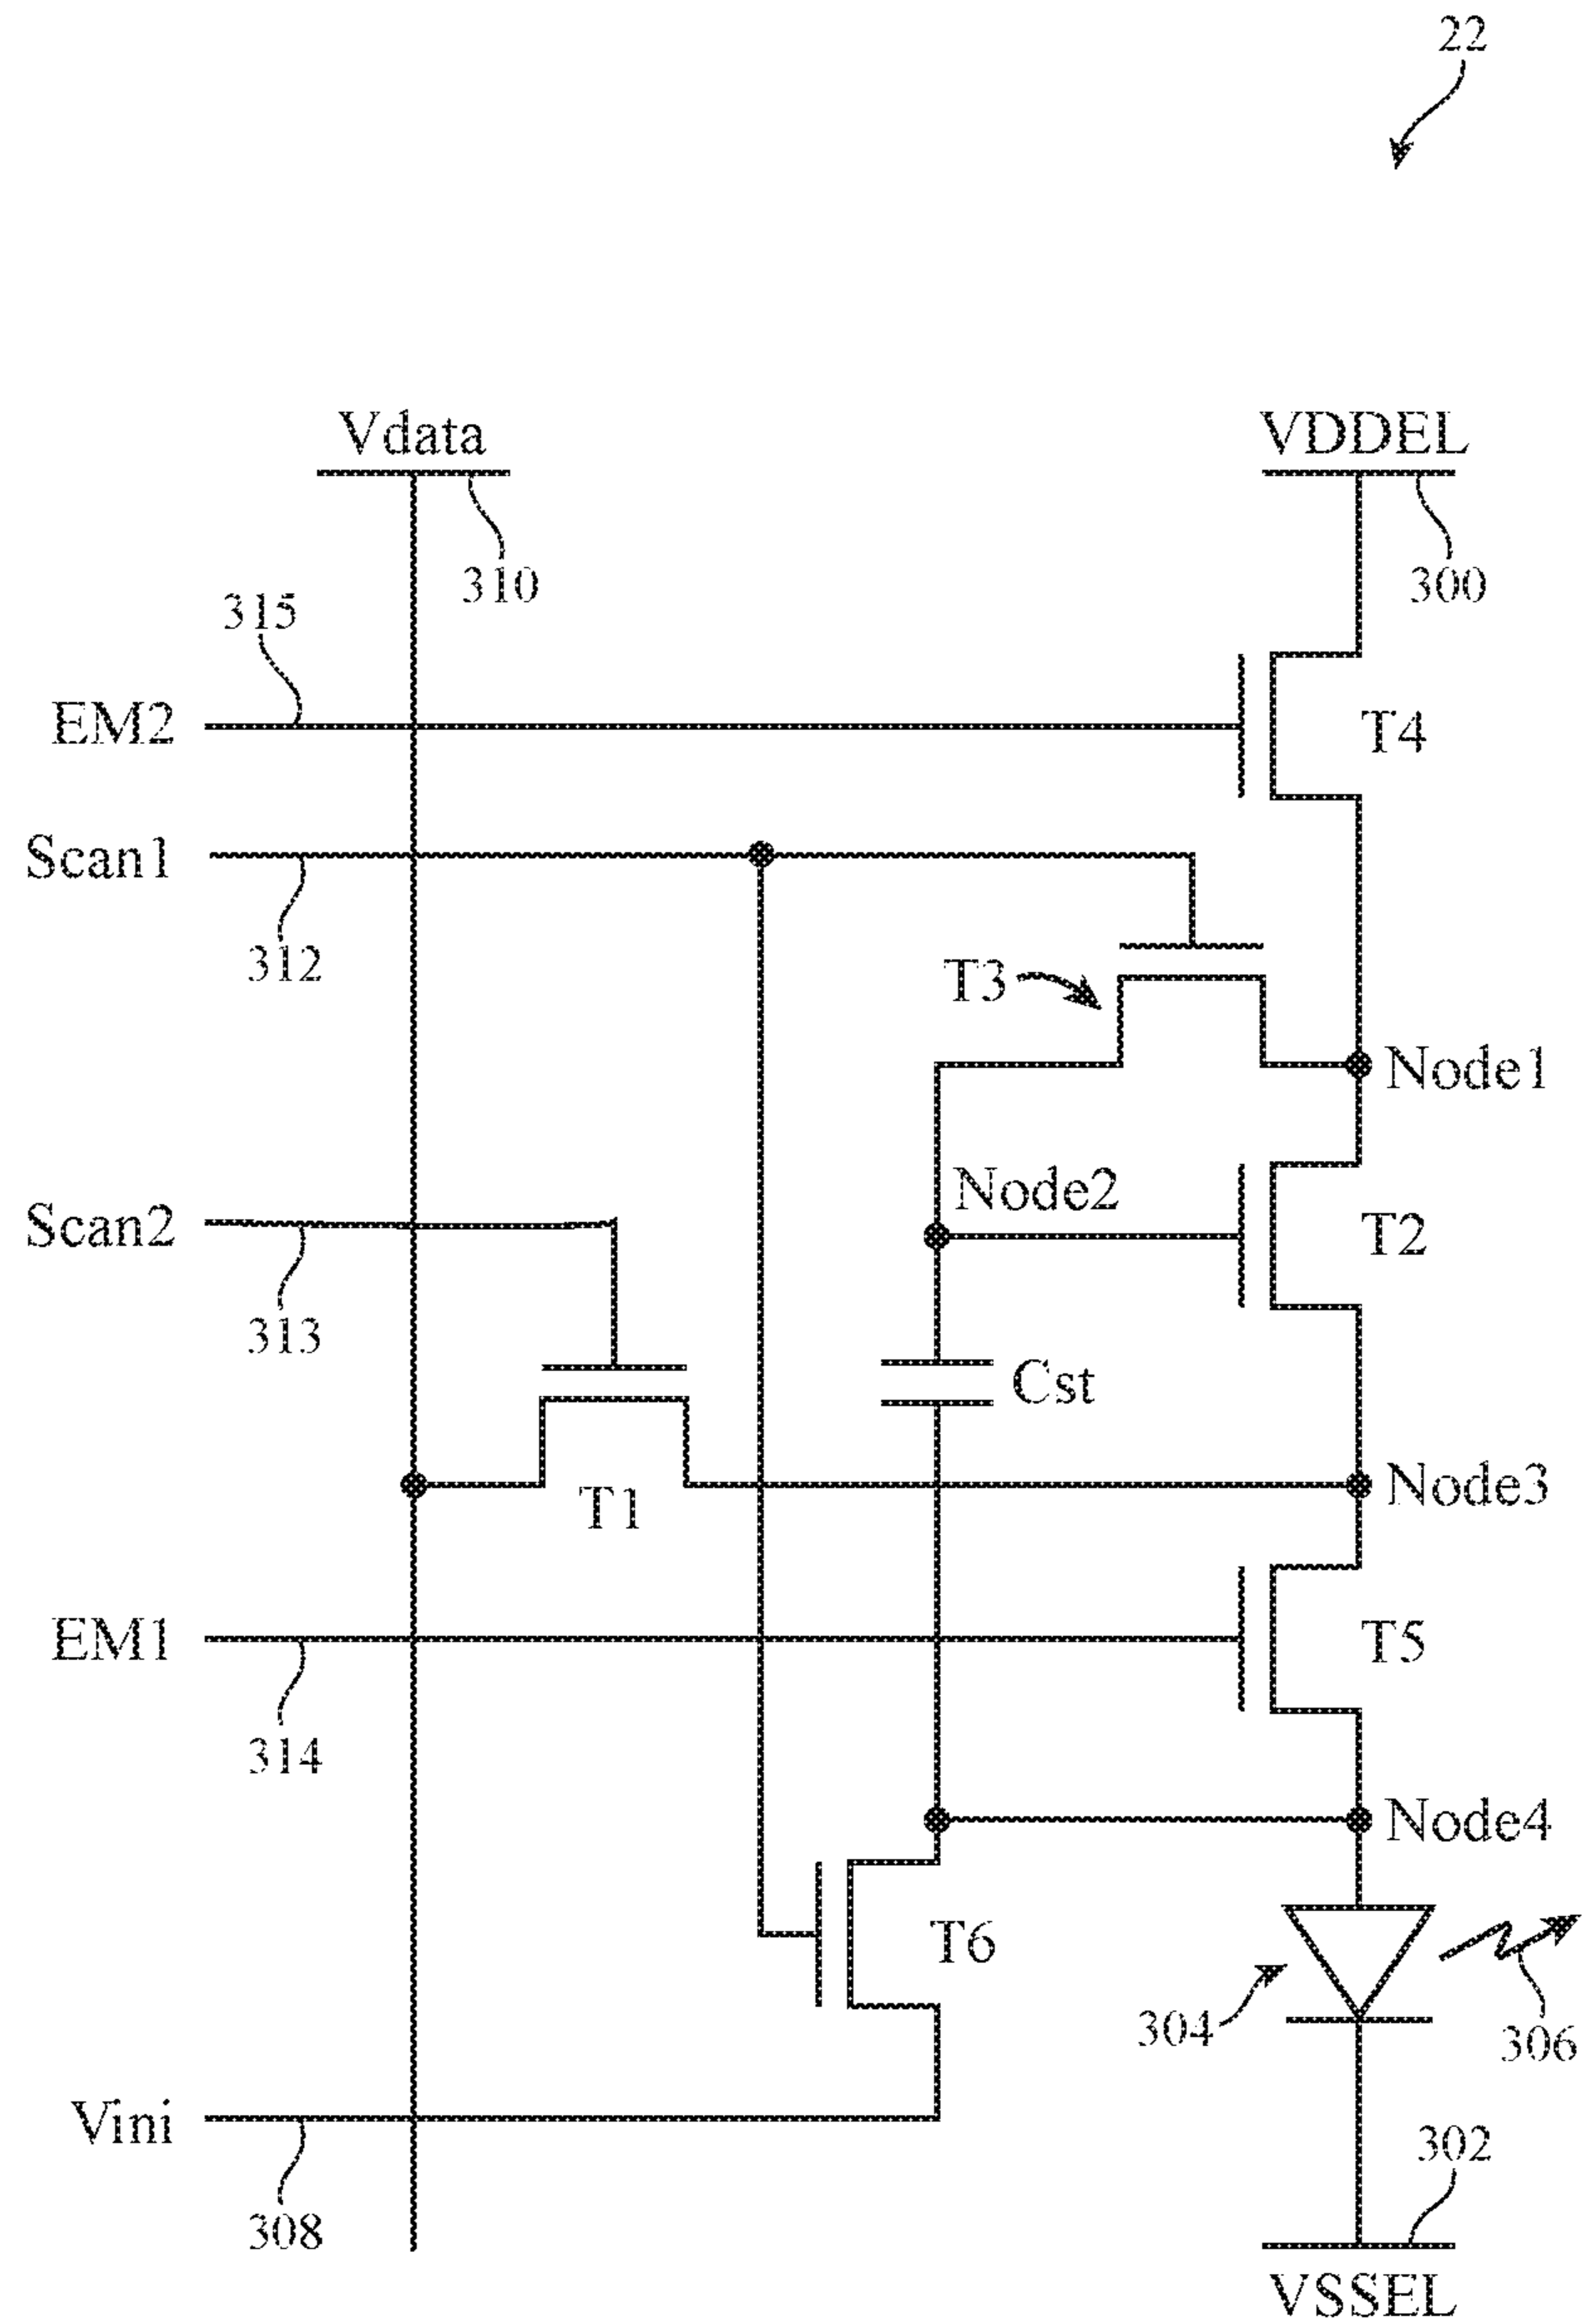 22
Vdata
VDDEL
310
300
315
EM2
T4
Scan1
312
T3
Node1
Node2
Scan2
T2
313
Cst
Node3
T1
EM1
T5
314
Node4
T6
304
306
Vini
302
308
VSSEL